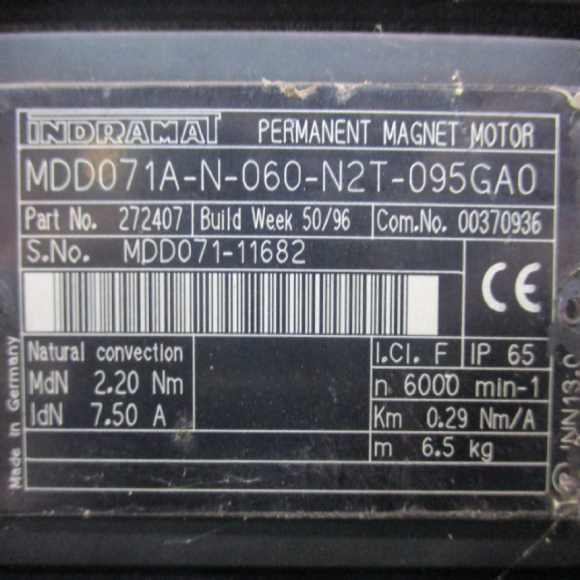 INDRAMAT PERMANENT MAGNET MOTOR
MDD071A-N-060-N2T-095GA0
Part No. 272407 Build Week 50/96 Com.No. 00370936
S.No. MDD071-11682
CE
Natural convection I.Cl. F IP 65
MdN 2.20 Nm n 6000 min-1
IdN 7.50 A Km 0.29 Nm/A
m 6.5 kg
Made in Germany